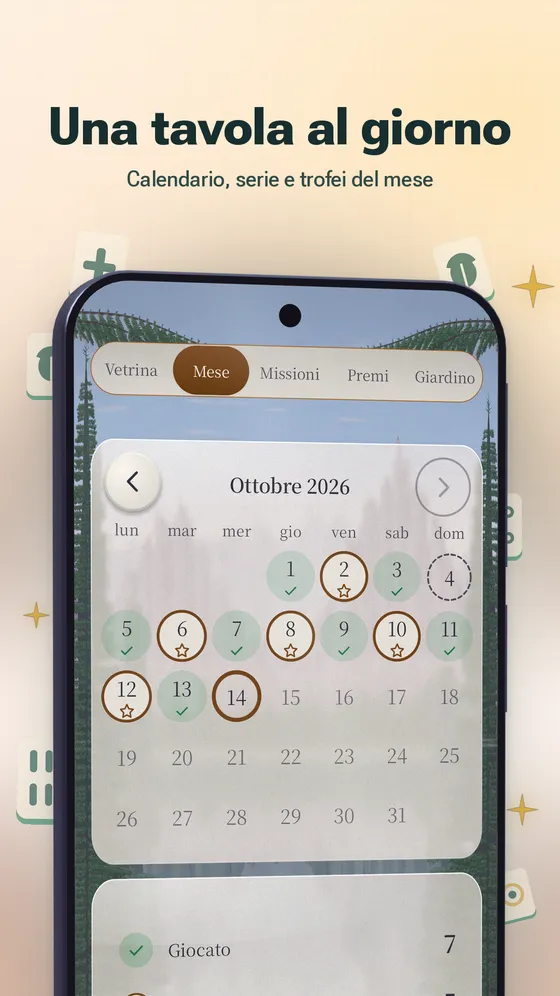 Una tavola al giorno
Calendario, serie e trofei del mese
Vetrina Mese Missioni Premi Giardino
Ottobre 2026
lun mar mer gio ven sab dom
1 2 3 4
5 6 7 8 9 10 11
12 13 14 15 16 17 18
19 20 21 22 23 24 25
26 27 28 29 30 31
Giocato 7